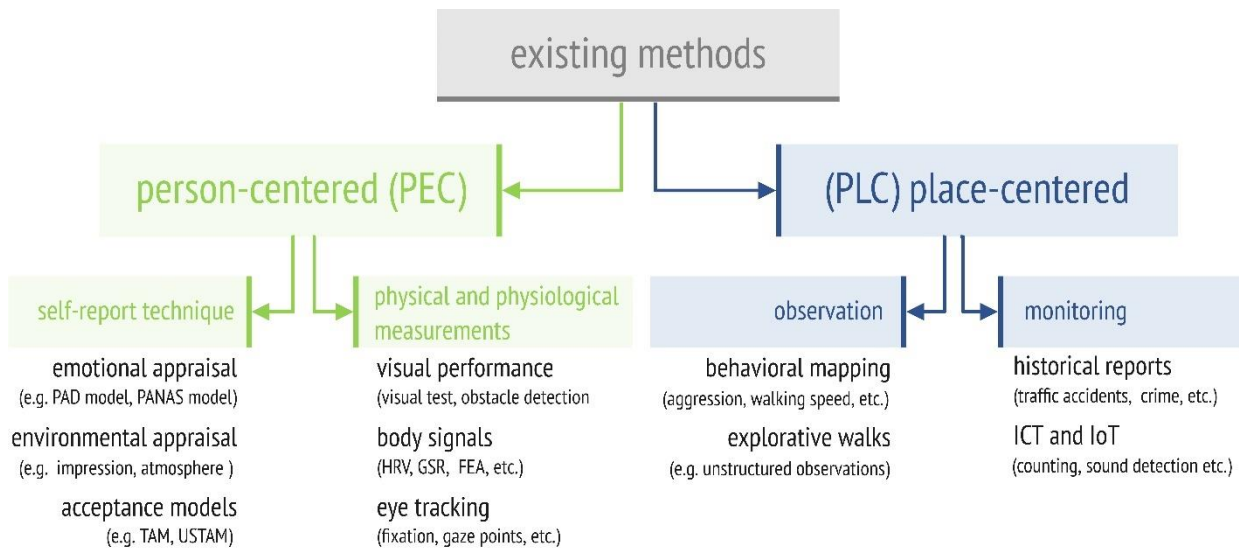 existing methods
person-centered (PEC)
(PLC) place-centered
self-report technique
physical and physiological
measurements
observation
monitoring
emotional appraisal
(e.g. PAD model, PANAS model)
environmental appraisal
(e.g. impression, atmosphere )
acceptance models
(e.g. TAM, USTAM)
visual performance
(visual test, obstacle detection
body signals
(HRV, GSR, FEA, etc.)
eye tracking
(fixation, gaze points, etc.)
behavioral mapping
(aggression, walking speed, etc.)
explorative walks
(e.g. unstructured observations)
historical reports
(traffic accidents, crime, etc.)
ICT and IoT
(counting, sound detection etc.)